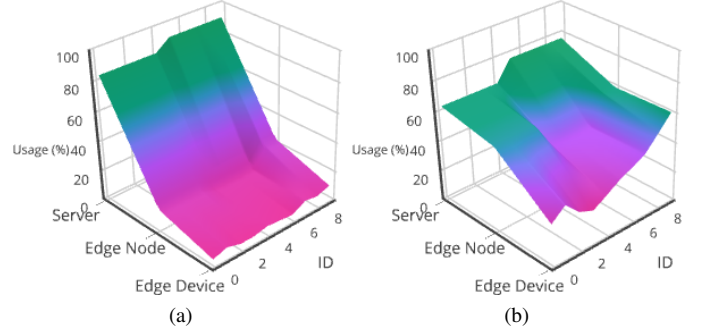 100
80
60
Usage (%)
40
20
0
Server
Edge Node
Edge Device
0
2
4
6
8
ID
(a)
100
80
60
Usage (%)
40
20
0
Server
Edge Node
Edge Device
0
2
4
6
8
ID
(b)